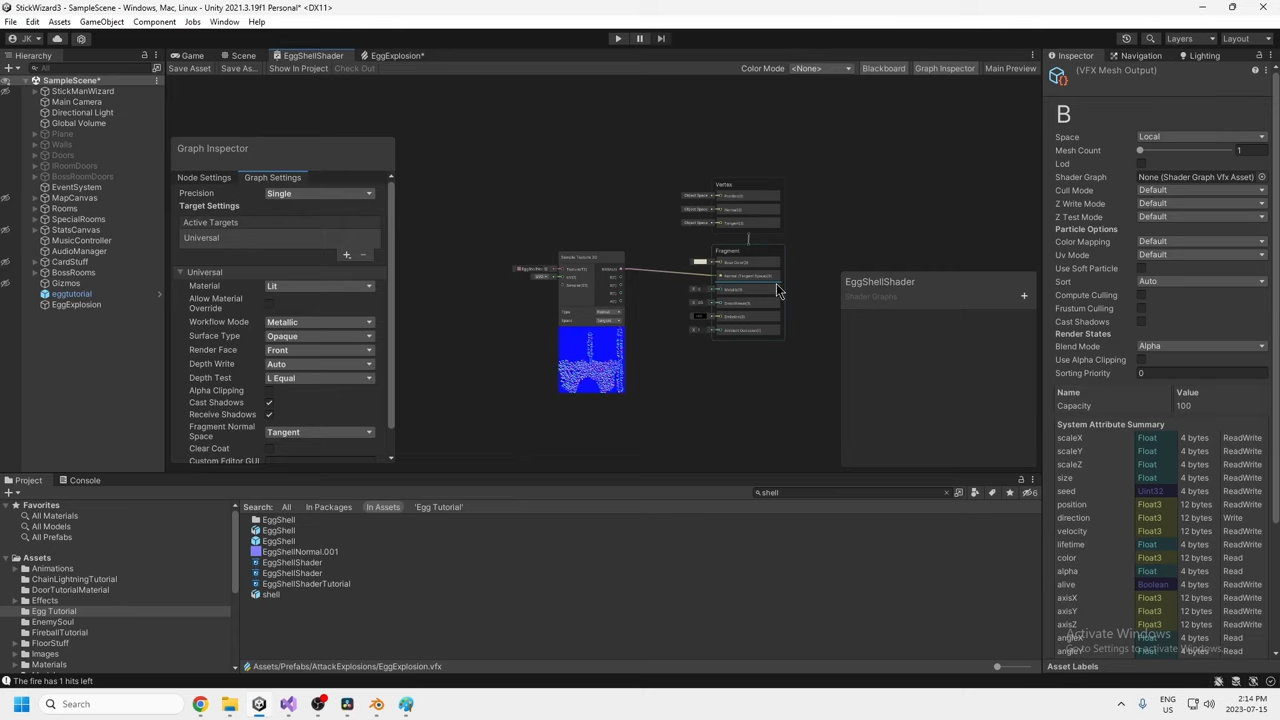 StickWizard3 - SampleScene - Windows, Mac, Linux - Unity 2021.3.19f1 Personal* <DX11>
File Edit Assets GameObject Component Jobs Window Help
JK Layers Layout
Hierarchy Game Scene EggShellShader EggExplosion* Inspector Navigation Lighting
All Save Asset Save As... Show In Project Check Out Color Mode <None> Blackboard Graph Inspector Main Preview
SampleScene*
StickManWizard
Main Camera
Directional Light
Global Volume
Plane
Walls
Doors
IRoomDoors
BossRoomDoors
EventSystem
MapCanvas
Rooms
SpecialRooms
StatsCanvas
MusicController
AudioManager
CardStuff
BossRooms
eggtutorial
EggExplosion
Gizmos
EggExplosion
Graph Inspector
Node Settings Graph Settings
Precision Single
Target Settings
Active Targets
Universal
Universal
Material Lit
Allow Material Override
Workflow Mode Metallic
Surface Type Opaque
Render Face Front
Depth Write Auto
Depth Test L Equal
Alpha Clipping
Cast Shadows
Receive Shadows
Fragment Normal Space Tangent
Clear Coat
Custom Editor GUI
Vertex
Fragment
EggShellShader
Shader Graphs
(VFX Mesh Output)
B
Space Local
Mesh Count 1
Lod
Shader Graph None (Shader Graph Vfx Asset)
Cull Mode Default
Z Write Mode Default
Z Test Mode Default
Particle Options
Color Mapping Default
Uv Mode Default
Use Soft Particle
Sort Auto
Compute Culling
Frustum Culling
Cast Shadows
Render States
Blend Mode Alpha
Use Alpha Clipping
Sorting Priority 0
Name Value
Capacity 100
System Attribute Summary
scaleX Float 4 bytes ReadWrite
scaleY Float 4 bytes ReadWrite
scaleZ Float 4 bytes ReadWrite
size Float 4 bytes ReadWrite
seed Uint32 4 bytes ReadWrite
position Float3 12 bytes ReadWrite
direction Float3 12 bytes Write
velocity Float3 12 bytes ReadWrite
lifetime Float 4 bytes ReadWrite
color Float3 12 bytes ReadWrite
alpha Float 4 bytes Read
alive Boolean 4 bytes ReadWrite
axisX Float3 12 bytes ReadWrite
axisY Float3 12 bytes ReadWrite
axisZ Float3 12 bytes ReadWrite
angleX Float 4 bytes Read
Float 4 bytes Read
Activate Windows
Go to Settings to activate Windows.
Asset Labels
Project Console
shell 6
Favorites
All Materials
All Models
All Prefabs
Assets
Animations
ChainLightningTutorial
DoorTutorialMaterial
Effects
Egg Tutorial
EnemySoul
FireballTutorial
FloorStuff
Images
Materials
Search: All In Packages In Assets 'Egg Tutorial'
EggShell
EggShell
EggShell
EggShellNormal.001
EggShellShader
EggShellShader
EggShellShaderTutorial
shell
Assets/Prefabs/AttackExplosions/EggExplosion.vfx
The fire has 1 hits left
Search
ENG
US
2:14 PM
2023-07-15